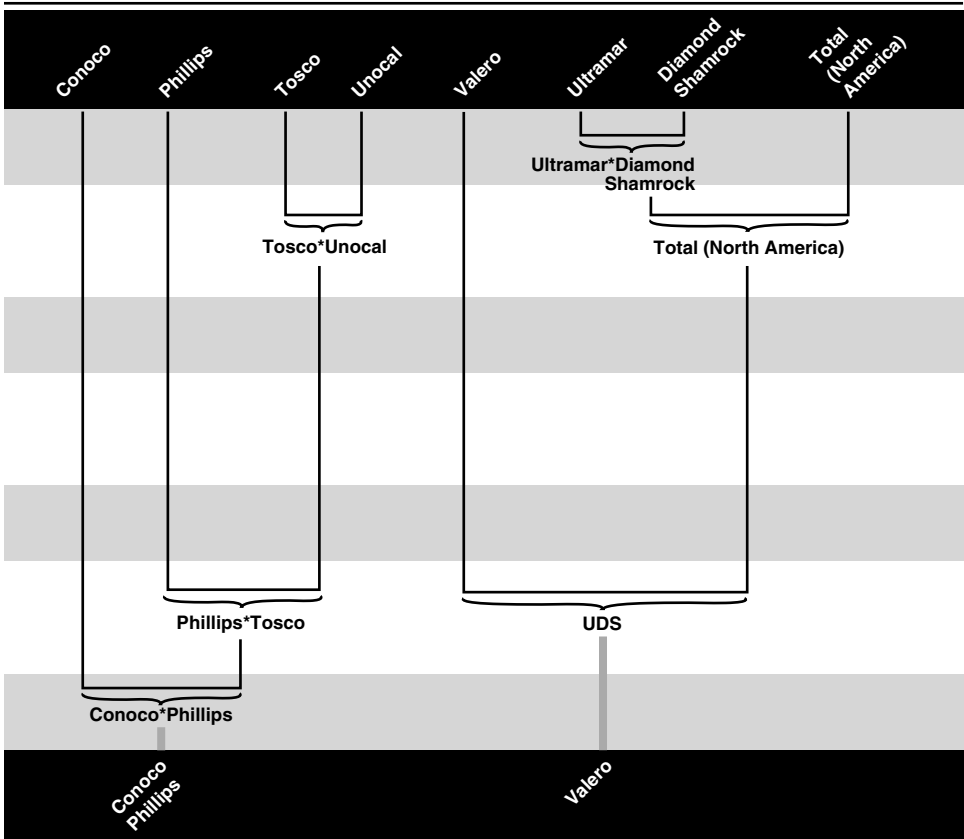 Conoco
Phillips
Tosco
Unocal
Valero
Ultramar
Diamond
Shamrock
Total
(North
America)
Ultramar*Diamond
Shamrock
Tosco*Unocal
Total (North America)
Phillips*Tosco
UDS
Conoco*Phillips
Conoco
Phillips
Valero